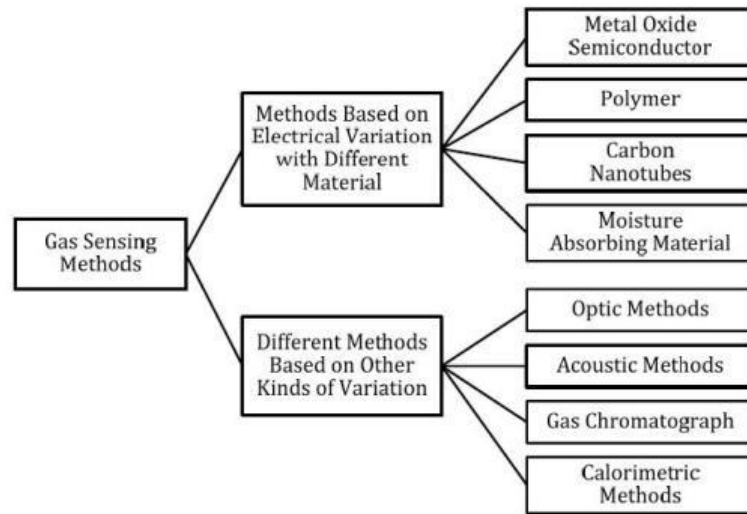 Gas Sensing
Methods
Methods Based on
Electrical Variation
with Different
Material
Metal Oxide
Semiconductor
Polymer
Carbon
Nanotubes
Moisture
Absorbing Material
Different Methods
Based on Other
Kinds of Variation
Optic Methods
Acoustic Methods
Gas Chromatograph
Calorimetric
Methods